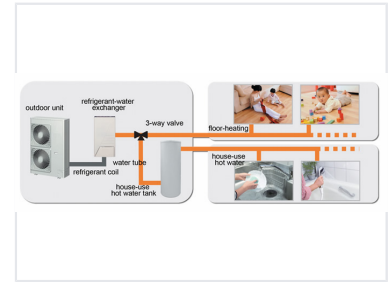 refrigerant-water
exchanger
outdoor unit
3-way valve
floor-heating
water tube
refrigerant coil
house-use
hot water
house-use
hot water tank